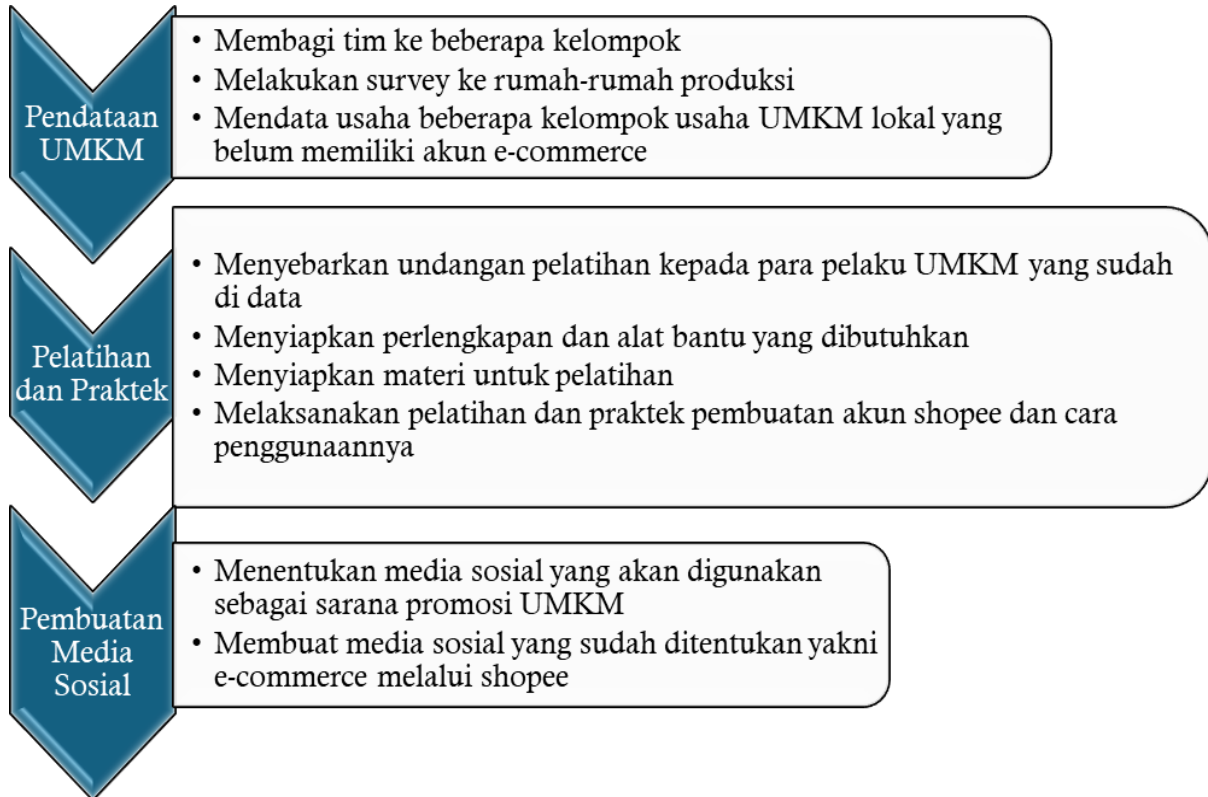 Pendataan
UMKM
• Membagi tim ke beberapa kelompok
• Melakukan survey ke rumah-rumah produksi
• Mendata usaha beberapa kelompok usaha UMKM lokal yang
belum memiliki akun e-commerce
Pelatihan
dan Praktek
• Menyebarkan undangan pelatihan kepada para pelaku UMKM yang sudah
di data
• Menyiapkan perlengkapan dan alat bantu yang dibutuhkan
• Menyiapkan materi untuk pelatihan
• Melaksanakan pelatihan dan praktek pembuatan akun shopee dan cara
penggunaannya
Pembuatan
Media
Sosial
• Menentukan media sosial yang akan digunakan
sebagai sarana promosi UMKM
• Membuat media sosial yang sudah ditentukan yakni
e-commerce melalui shopee